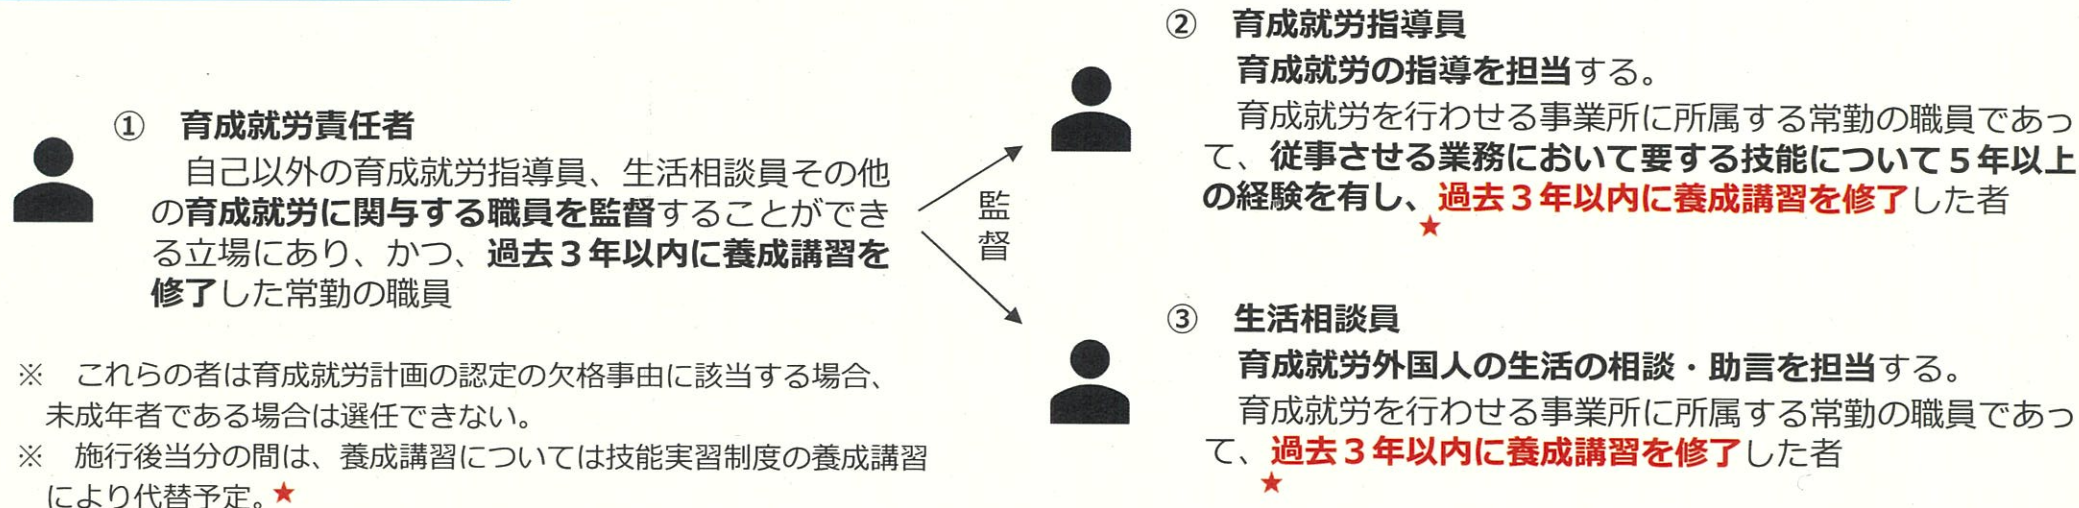 ① 育成就労責任者
自己以外の育成就労指導員、生活相談員その他
の育成就労に関与する職員を監督することができ
る立場にあり、かつ、過去３年以内に養成講習を
修了した常勤の職員
※ これらの者は育成就労計画の認定の欠格事由に該当する場合、
未成年者である場合は選任できない。
※ 施行後当分の間は、養成講習については技能実習制度の養成講習
により代替予定。★
監督
② 育成就労指導員
育成就労の指導を担当する。
育成就労を行わせる事業所に所属する常勤の職員であっ
て、従事させる業務において要する技能について５年以上
の経験を有し、過去３年以内に養成講習を修了した者
★
③ 生活相談員
育成就労外国人の生活の相談・助言を担当する。
育成就労を行わせる事業所に所属する常勤の職員であっ
て、過去３年以内に養成講習を修了した者
★